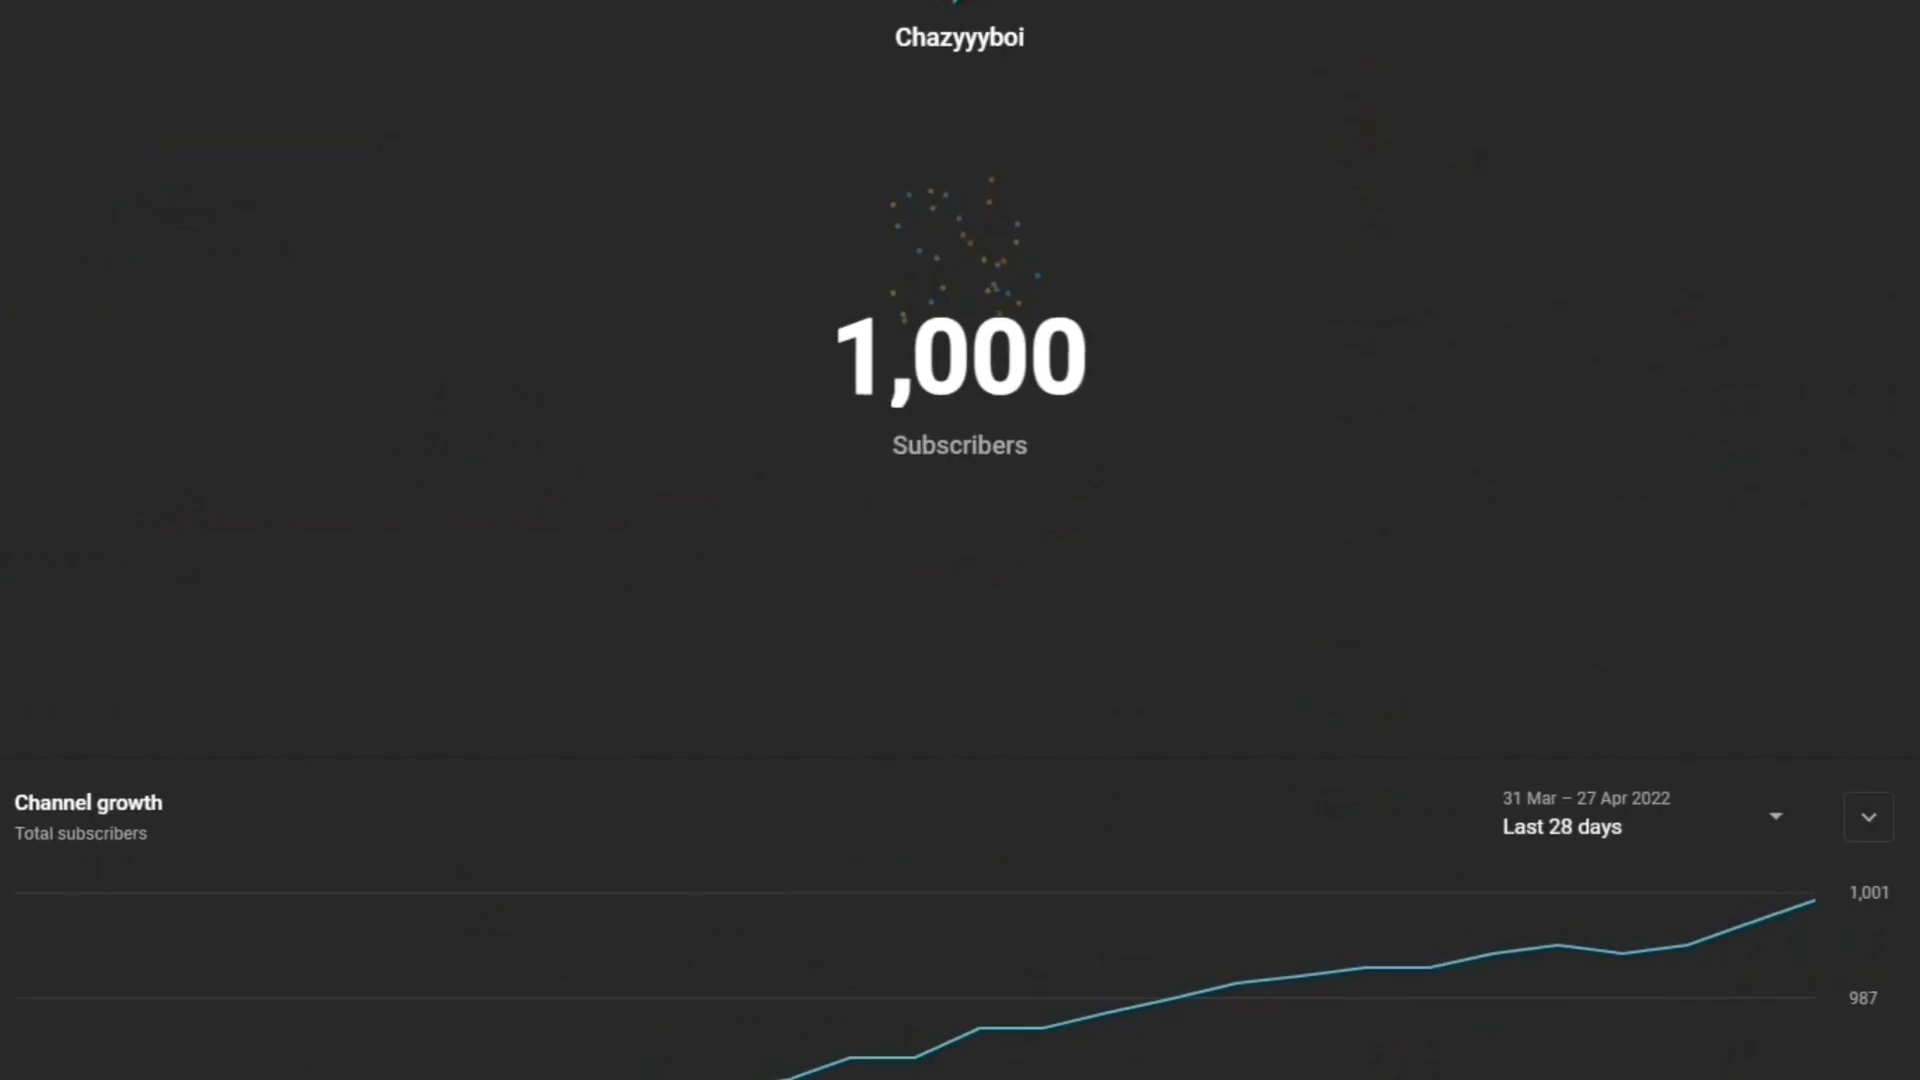 Chazyyyboi
1,000
Subscribers
Channel growth
Total subscribers
31 Mar – 27 Apr 2022
Last 28 days
1,001
987